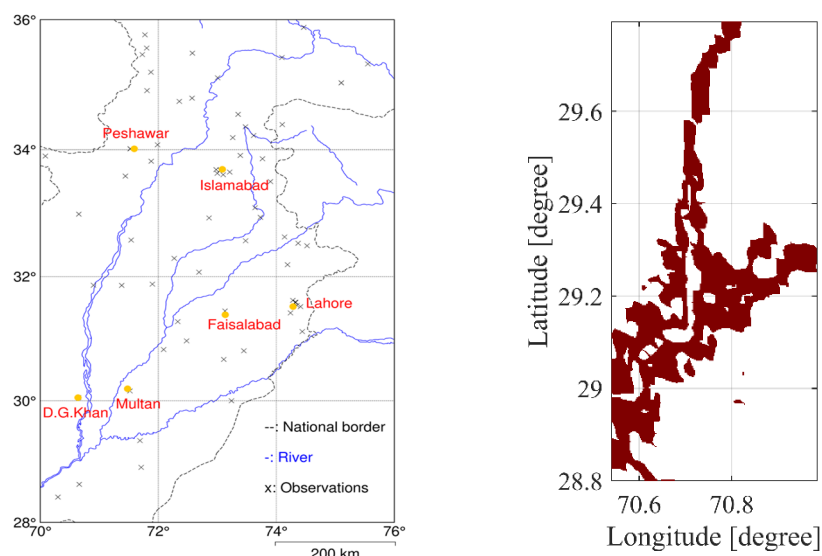 36°
34°
32°
30°
28°
70°
72°
74°
76°
Peshawar
Islamabad
Lahore
Faisalabad
Multan
D.G.Khan
--: National border
-: River
x: Observations
200 km
Latitude [degree]
29.6
29.4
29.2
29
28.8
70.6
70.8
Longitude [degree]